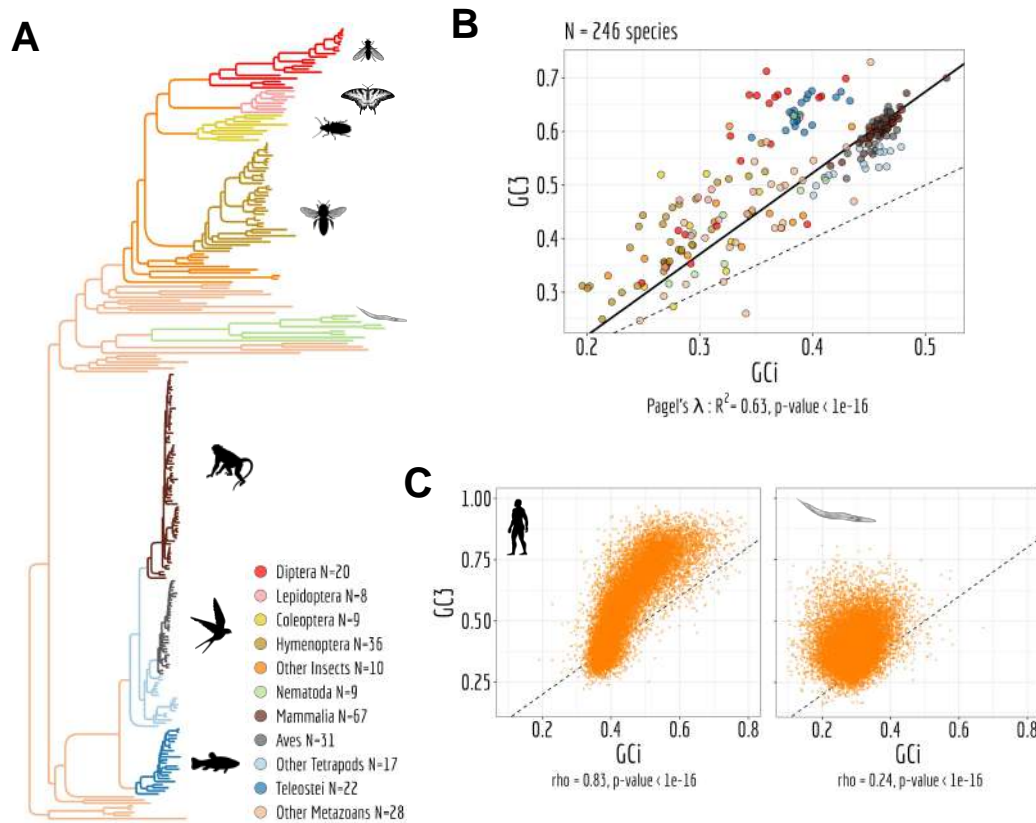 A
B
N = 246 species
GC3
0.7
0.6
0.5
0.4
0.3
0.2
0.3
0.4
0.5
GCi
Pagel's λ : R² = 0.63, p-value < 1e-16
Diptera N=20
Lepidoptera N=8
Coleoptera N=9
Hymenoptera N=36
Other Insects N=10
Nematoda N=9
Mammalia N=67
Aves N=31
Other Tetrapods N=17
Teleostei N=22
Other Metazoans N=28
C
GC3
1.00
0.75
0.50
0.25
0.2
0.4
0.6
0.8
GCi
rho = 0.83, p-value < 1e-16
0.2
0.4
0.6
0.8
GCi
rho = 0.24, p-value < 1e-16